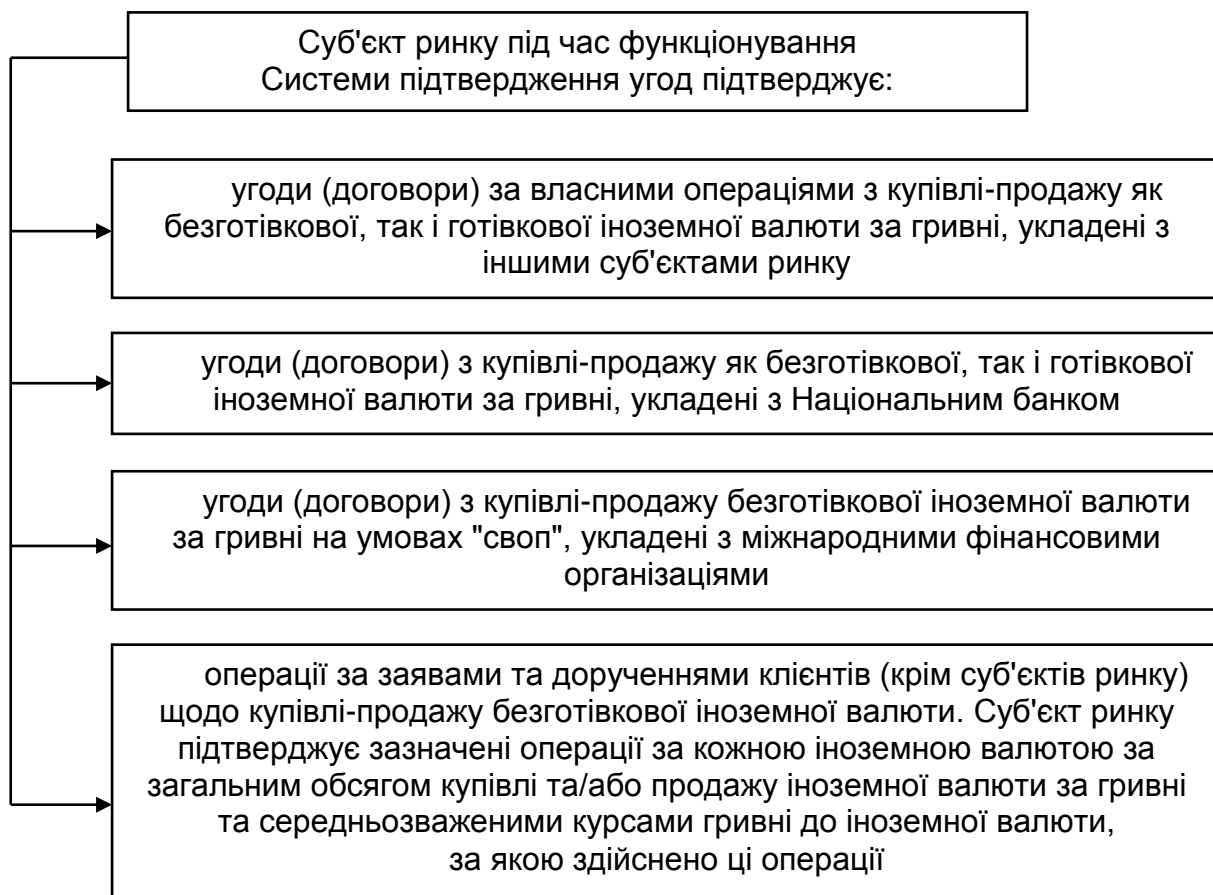 Суб'єкт ринку під час функціонування
Системи підтвердження угод підтверджує:
угоди (договори) за власними операціями з купівлі-продажу як
безготівкової, так і готівкової іноземної валюти за гривні, укладені з
іншими суб'єктами ринку
угоди (договори) з купівлі-продажу як безготівкової, так і готівкової
іноземної валюти за гривні, укладені з Національним банком
угоди (договори) з купівлі-продажу безготівкової іноземної валюти
за гривні на умовах "своп", укладені з міжнародними фінансовими
організаціями
операції за заявами та дорученнями клієнтів (крім суб'єктів ринку)
щодо купівлі-продажу безготівкової іноземної валюти. Суб'єкт ринку
підтверджує зазначені операції за кожною іноземною валютою за
загальним обсягом купівлі та/або продажу іноземної валюти за гривні
та середньозваженими курсами гривні до іноземної валюти,
за якою здійснено ці операції